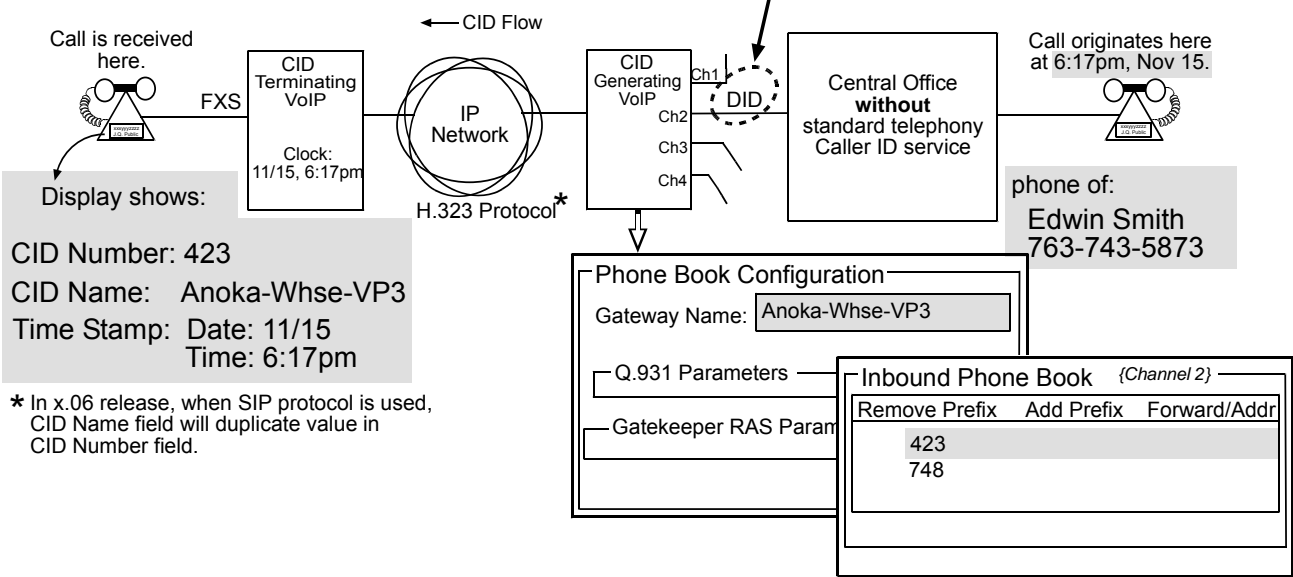 CID Flow
Call is received
here.
FXS
xxxyyyzzzz
J.Q. Public
CID
Terminating
VoIP
Clock:
11/15, 6:17pm
IP
Network
H.323 Protocol*
CID
Generating
VoIP
Ch1
Ch2
Ch3
Ch4
DID
Central Office
without
standard telephony
Caller ID service
Call originates here
at 6:17pm, Nov 15.
xxxyyyzzzz
J.Q. Public
phone of:
Edwin Smith
763-743-5873
Display shows:
CID Number: 423
CID Name: Anoka-Whse-VP3
Time Stamp: Date: 11/15
Time: 6:17pm
* In x.06 release, when SIP protocol is used,
CID Name field will duplicate value in
CID Number field.
Phone Book Configuration
Gateway Name: Anoka-Whse-VP3
Q.931 Parameters
Gatekeeper RAS Param
Inbound Phone Book {Channel 2}
Remove Prefix Add Prefix Forward/Addr
423
748